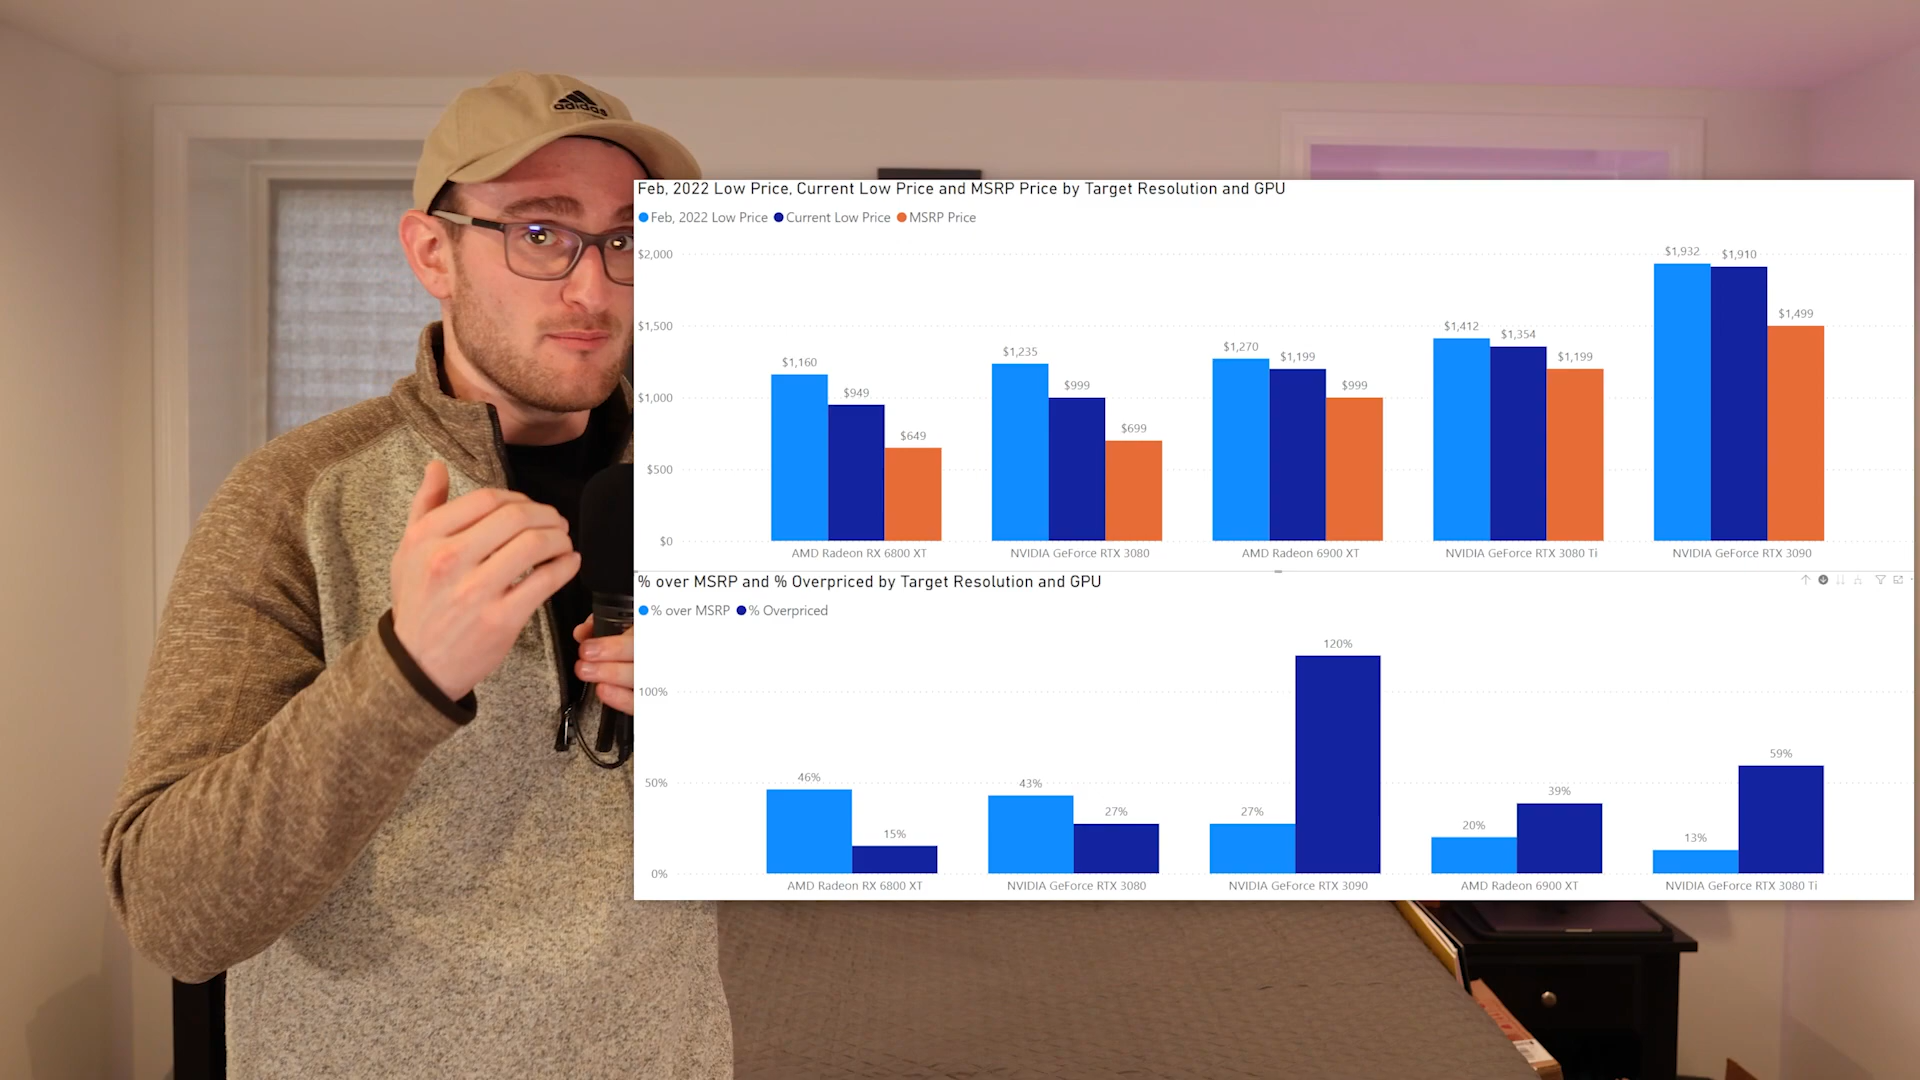 adidas
Feb, 2022 Low Price, Current Low Price and MSRP Price by Target Resolution and GPU
Feb, 2022 Low Price Current Low Price MSRP Price
$2,000
$1,500
$1,000
$500
$0
$1,160 $949 $649
$1,235 $999 $699
$1,270 $1,199 $999
$1,412 $1,354 $1,199
$1,932 $1,910 $1,499
AMD Radeon RX 6800 XT NVIDIA GeForce RTX 3080 AMD Radeon 6900 XT NVIDIA GeForce RTX 3080 Ti NVIDIA GeForce RTX 3090
% over MSRP and % Overpriced by Target Resolution and GPU
% over MSRP % Overpriced
100%
50%
0%
46% 15%
43% 27%
27% 120%
20% 39%
13% 59%
AMD Radeon RX 6800 XT NVIDIA GeForce RTX 3080 NVIDIA GeForce RTX 3090 AMD Radeon 6900 XT NVIDIA GeForce RTX 3080 Ti